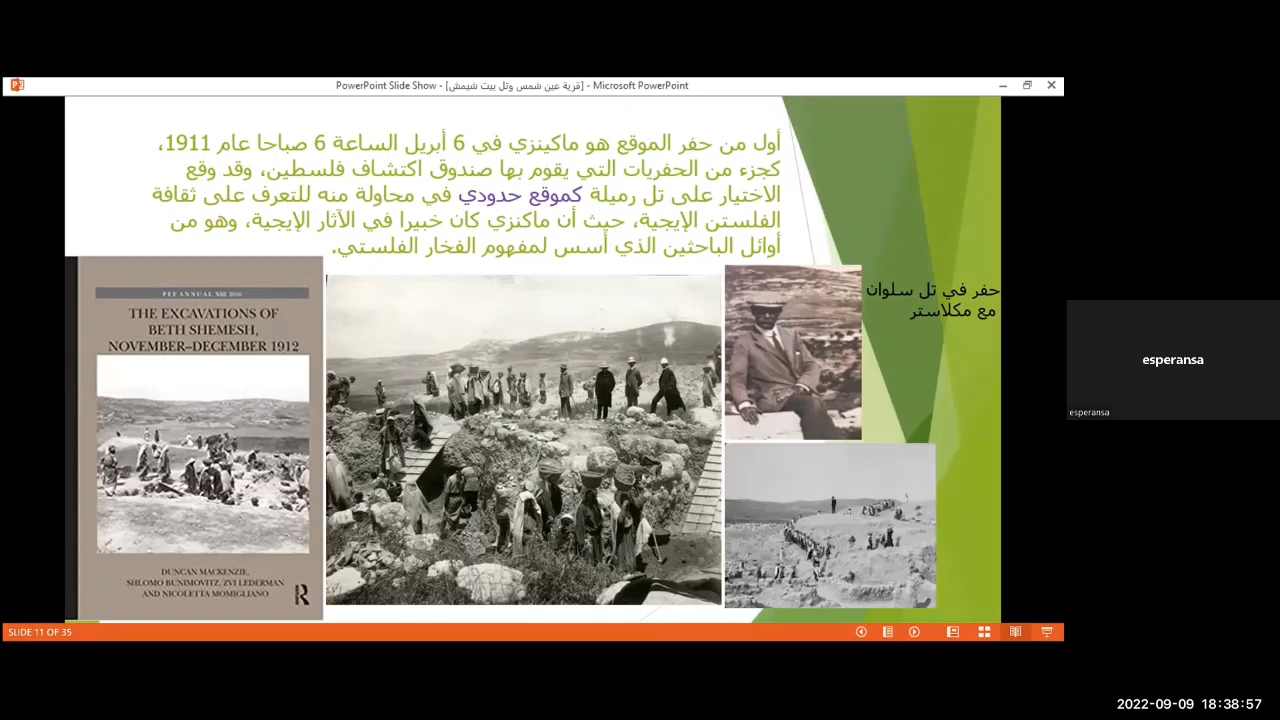 PowerPoint Slide Show - [قرية عين شمس وتل بيت شيمش] - Microsoft PowerPoint
أول من حفر الموقع هو ماكينزي في 6 أبريل الساعة 6 صباحا عام 1911،
كجزء من الحفريات التي يقوم بها صندوق اكتشاف فلسطين، وقد وقع
الاختيار على تل رميلة كموقع حدودي في محاولة منه للتعرف على ثقافة
الفلستن الإيجية، حيث أن ماكنزي كان خبيرا في الآثار الإيجية، وهو من
أوائل الباحثين الذي أسس لمفهوم الفخار الفلستي.
حفر في تل سلوان
مع مكلاستر
PEF ANNUAL XIII 2016
THE EXCAVATIONS OF
BETH SHEMESH,
NOVEMBER–DECEMBER 1912
DUNCAN MACKENZIE,
SHLOMO BUNIMOVITZ, ZVI LEDERMAN
AND NICOLETTA MOMIGLIANO
R
esperansa
esperansa
SLIDE 11 OF 35
2022-09-09 18:38:57